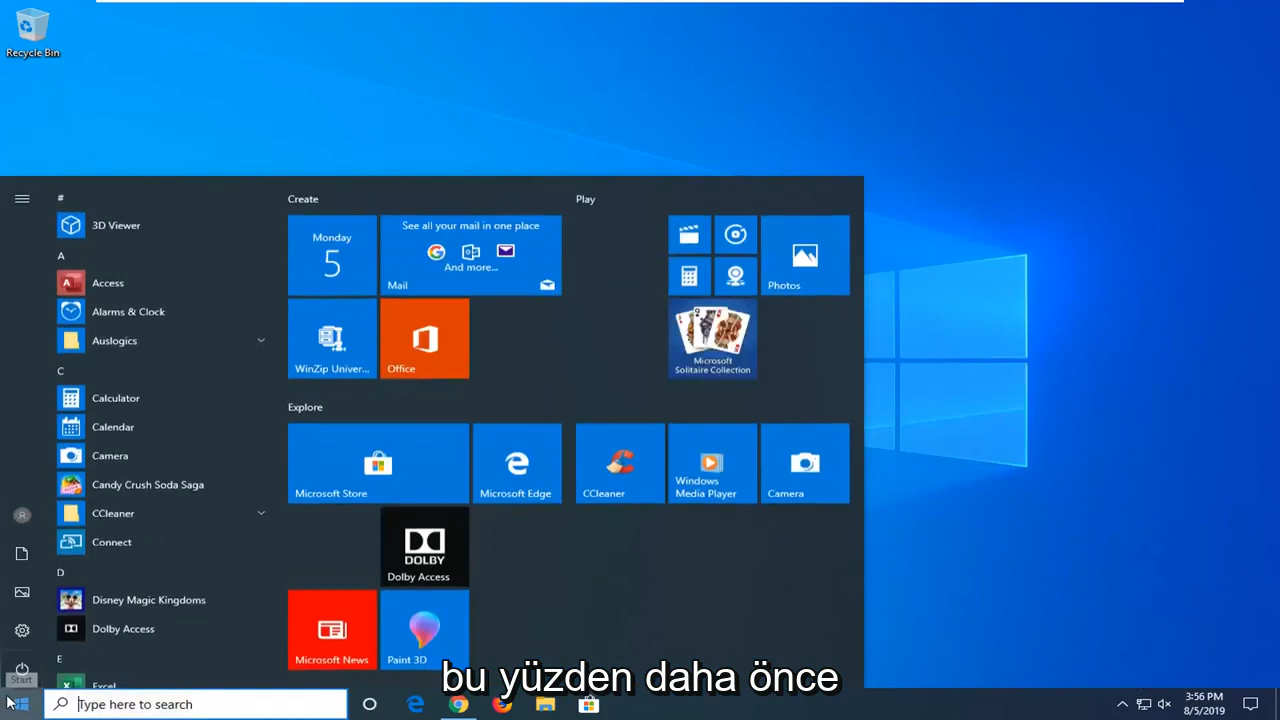 Recycle Bin
#
3D Viewer
A
Access
Alarms & Clock
Auslogics
C
Calculator
Calendar
Camera
Candy Crush Soda Saga
CCleaner
Connect
D
Disney Magic Kingdoms
Dolby Access
E
Excel
Start
Create
Monday
5
See all your mail in one place
And more...
Mail
WinZip Univer...
Office
Explore
Microsoft Store
Microsoft Edge
DOLBY
Dolby Access
Microsoft News
Paint 3D
Play
Photos
Microsoft
Solitaire Collection
CCleaner
Windows
Media Player
Camera
bu yüzden daha önce
Type here to search
3:56 PM
8/5/2019